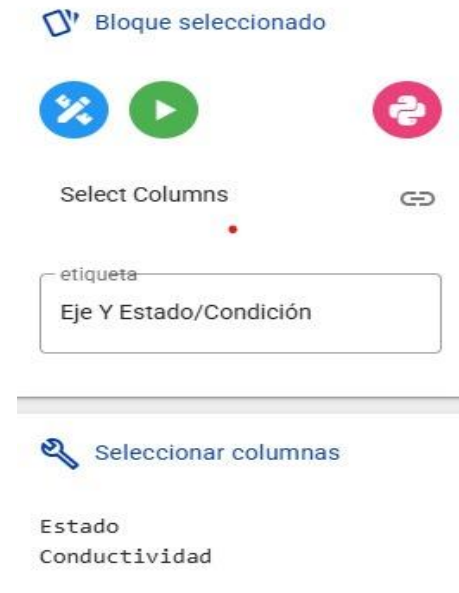 Bloque seleccionado
Select Columns
etiqueta
Eje Y Estado/Condición
Seleccionar columnas
Estado
Conductividad